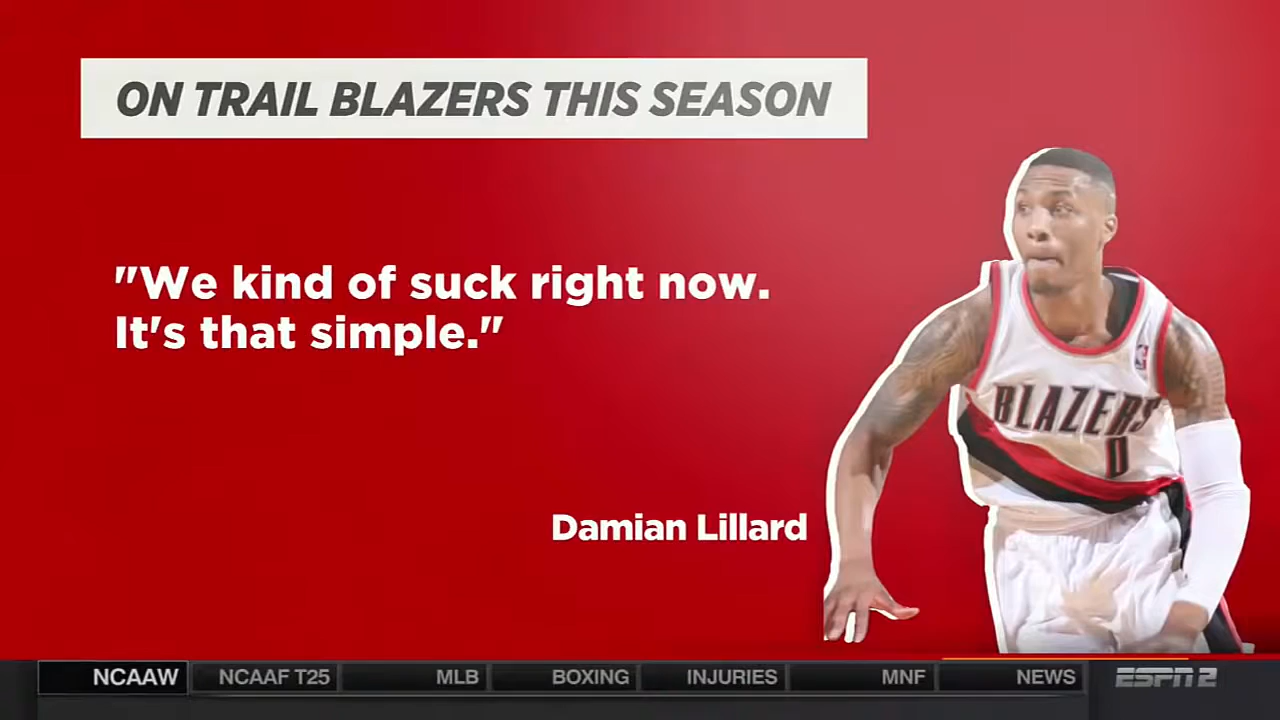 ON TRAIL BLAZERS THIS SEASON
"We kind of suck right now.
It's that simple."
Damian Lillard
BLAZERS
0
NCAAW NCAAF T25 MLB BOXING INJURIES MNF NEWS ESPN2